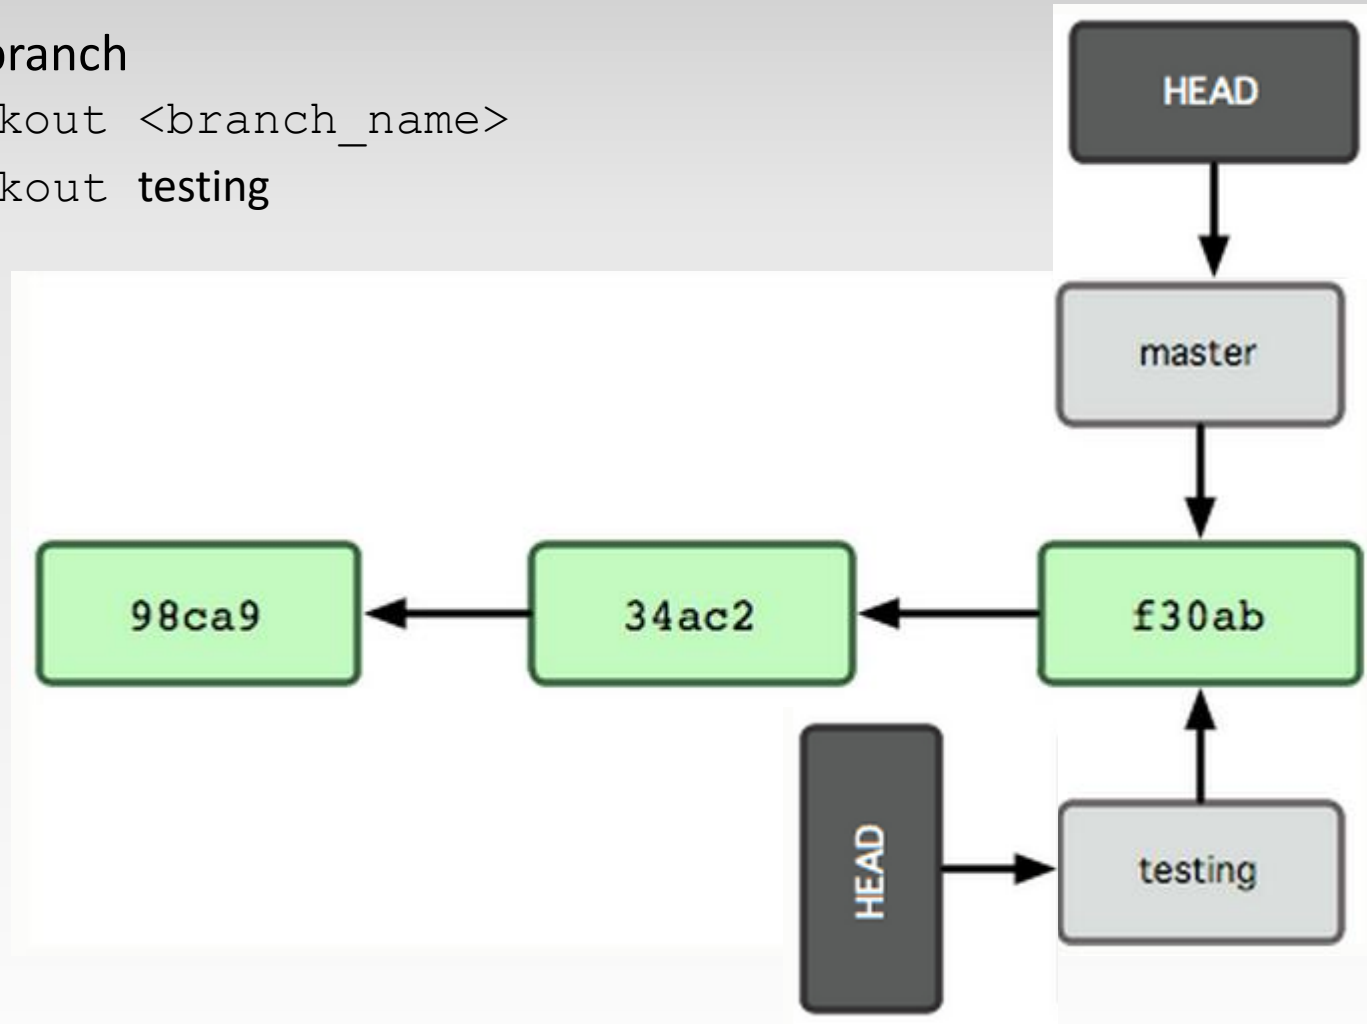 branch
kout <branch_name>
kout testing
HEAD
master
98ca9
34ac2
f30ab
HEAD
testing